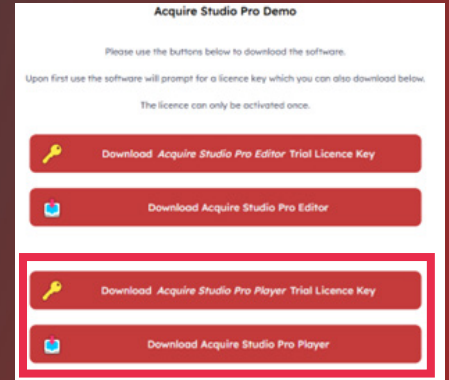 Acquire Studio Pro Demo
Please use the buttons below to download the software.
Upon first use the software will prompt for a licence key which you can also download below.
The licence can only be activated once.
Download Acquire Studio Pro Editor Trial Licence Key
Download Acquire Studio Pro Editor
Download Acquire Studio Pro Player Trial Licence Key
Download Acquire Studio Pro Player